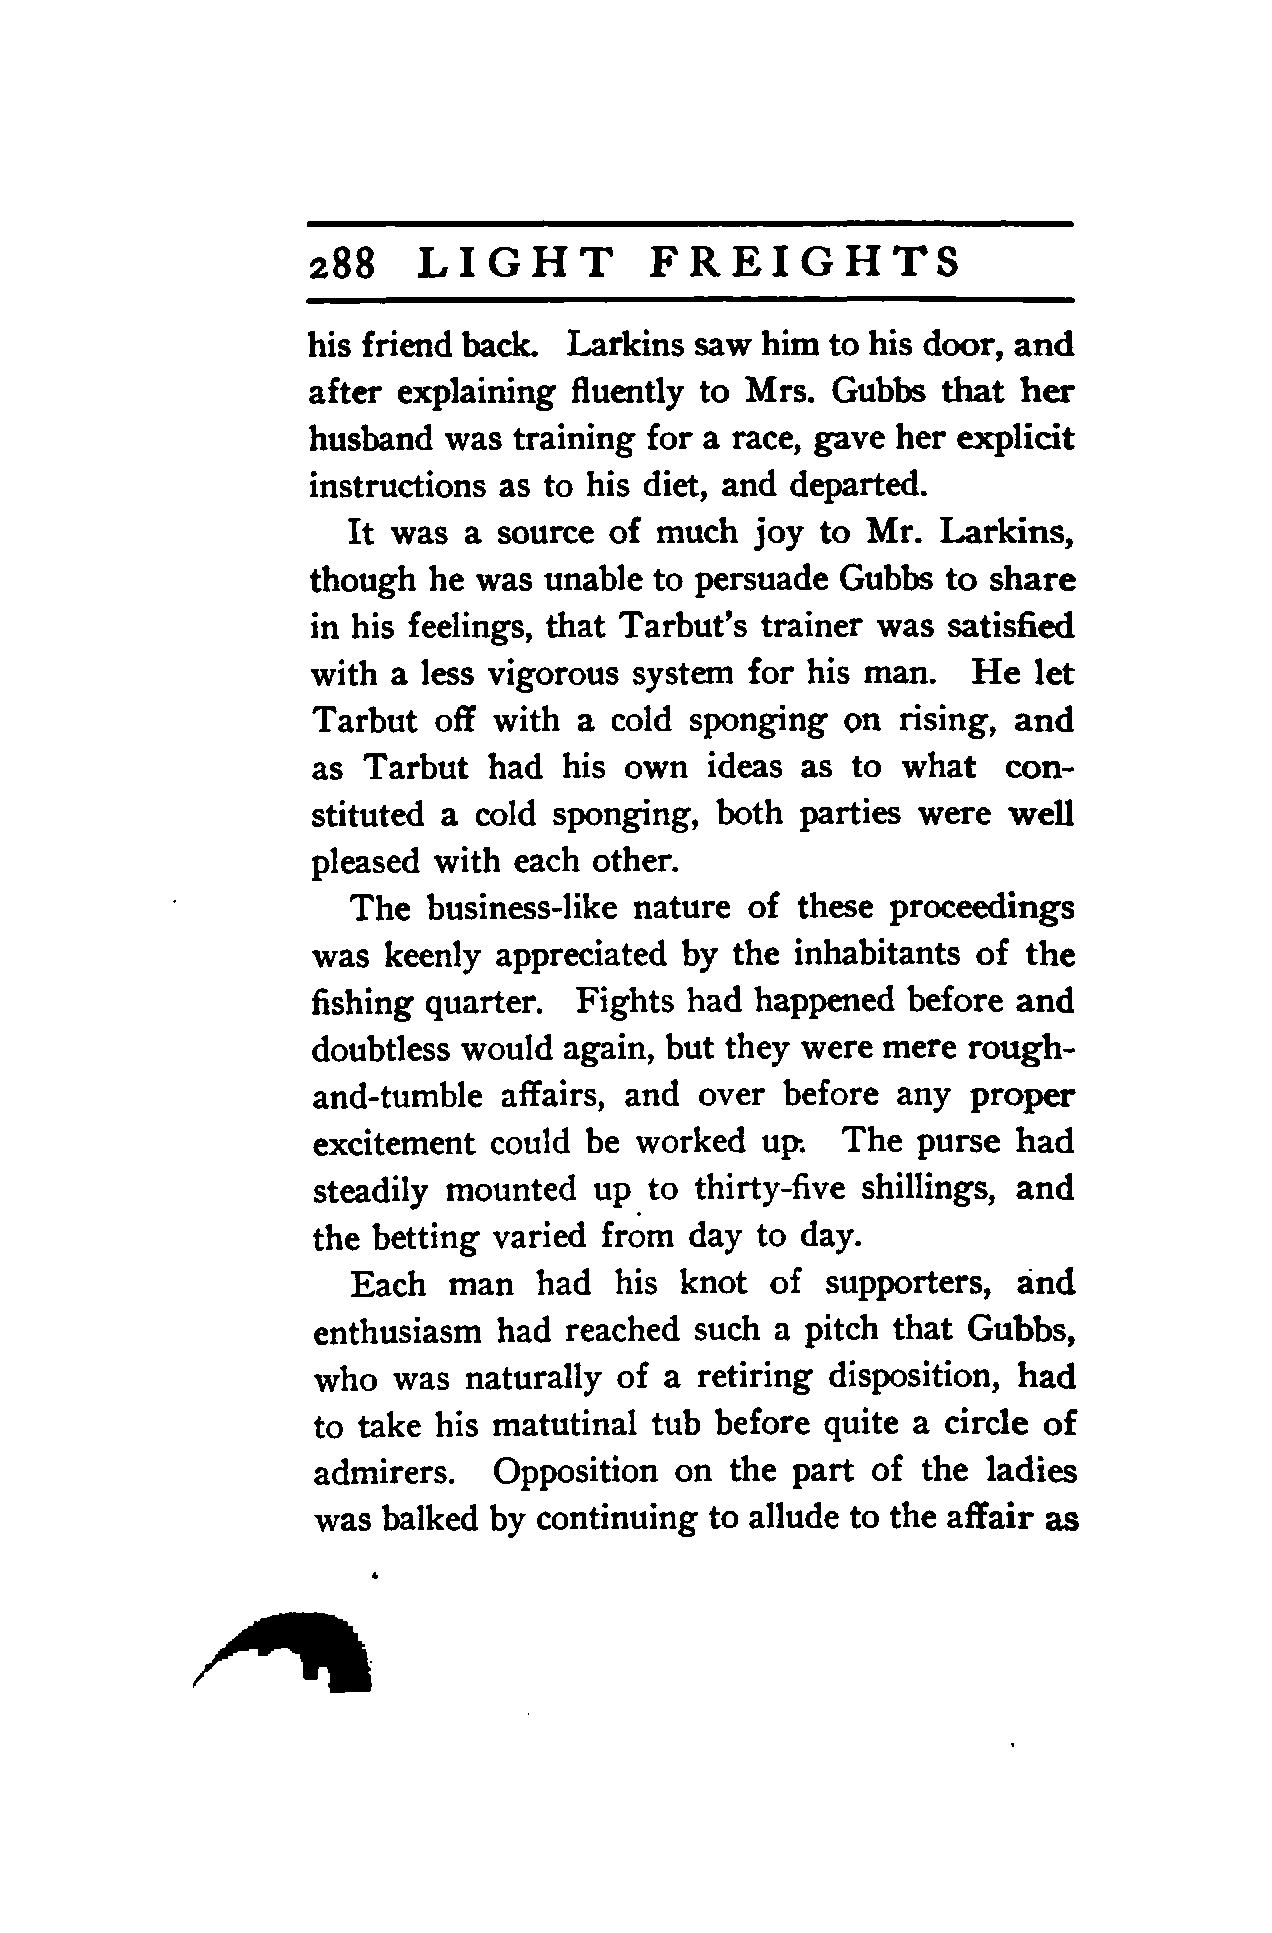 288 LIGHT FREIGHTS
his friend back. Larkins saw him to his door, and
after explaining fluently to Mrs. Gubbs that her
husband was training for a race, gave her explicit
instructions as to his diet, and departed.
It was a source of much joy to Mr. Larkins,
though he was unable to persuade Gubbs to share
in his feelings, that Tarbut's trainer was satisfied
with a less vigorous system for his man. He let
Tarbut off with a cold sponging on rising, and
as Tarbut had his own ideas as to what con-
stituted a cold sponging, both parties were well
pleased with each other.
The business-like nature of these proceedings
was keenly appreciated by the inhabitants of the
fishing quarter. Fights had happened before and
doubtless would again, but they were mere rough-
and-tumble affairs, and over before any proper
excitement could be worked up. The purse had
steadily mounted up to thirty-five shillings, and
the betting varied from day to day.
Each man had his knot of supporters, and
enthusiasm had reached such a pitch that Gubbs,
who was naturally of a retiring disposition, had
to take his matutinal tub before quite a circle of
admirers. Opposition on the part of the ladies
was balked by continuing to allude to the affair as